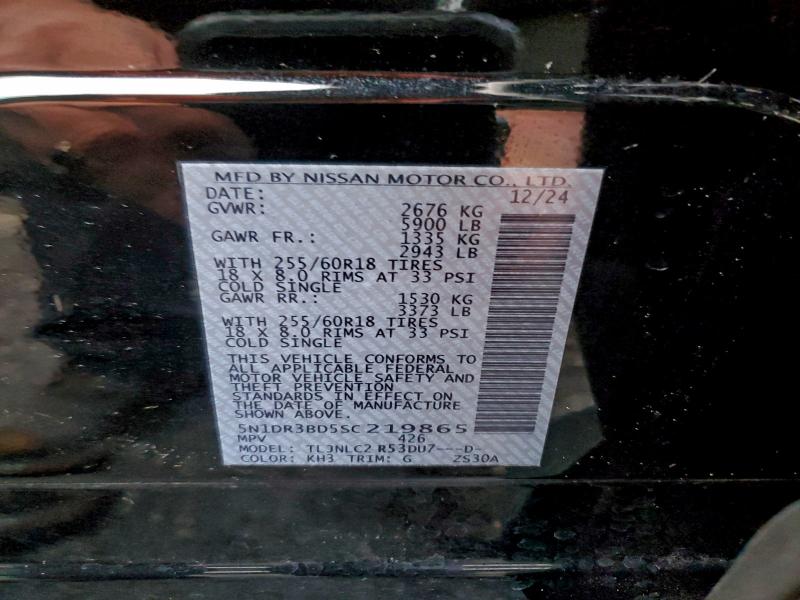 MFD BY NISSAN MOTOR CO., LTD.
DATE: 12/24
GVWR: 2676 KG
5900 LB
GAWR FR.: 1335 KG
2943 LB
WITH 255/60R18 TIRES
18 X 8.0 RIMS AT 33 PSI
COLD SINGLE
GAWR RR.: 1530 KG
3373 LB
WITH 255/60R18 TIRES
18 X 8.0 RIMS AT 33 PSI
COLD SINGLE
THIS VEHICLE CONFORMS TO
ALL APPLICABLE FEDERAL
MOTOR VEHICLE SAFETY AND
THEFT PREVENTION
STANDARDS IN EFFECT ON
THE DATE OF MANUFACTURE
SHOWN ABOVE.
5N1DR3BD5SC219865
MPV 426
MODEL: TLJNLC2 R53DU7---D-
COLOR: KH3 TRIM: G ZS30A